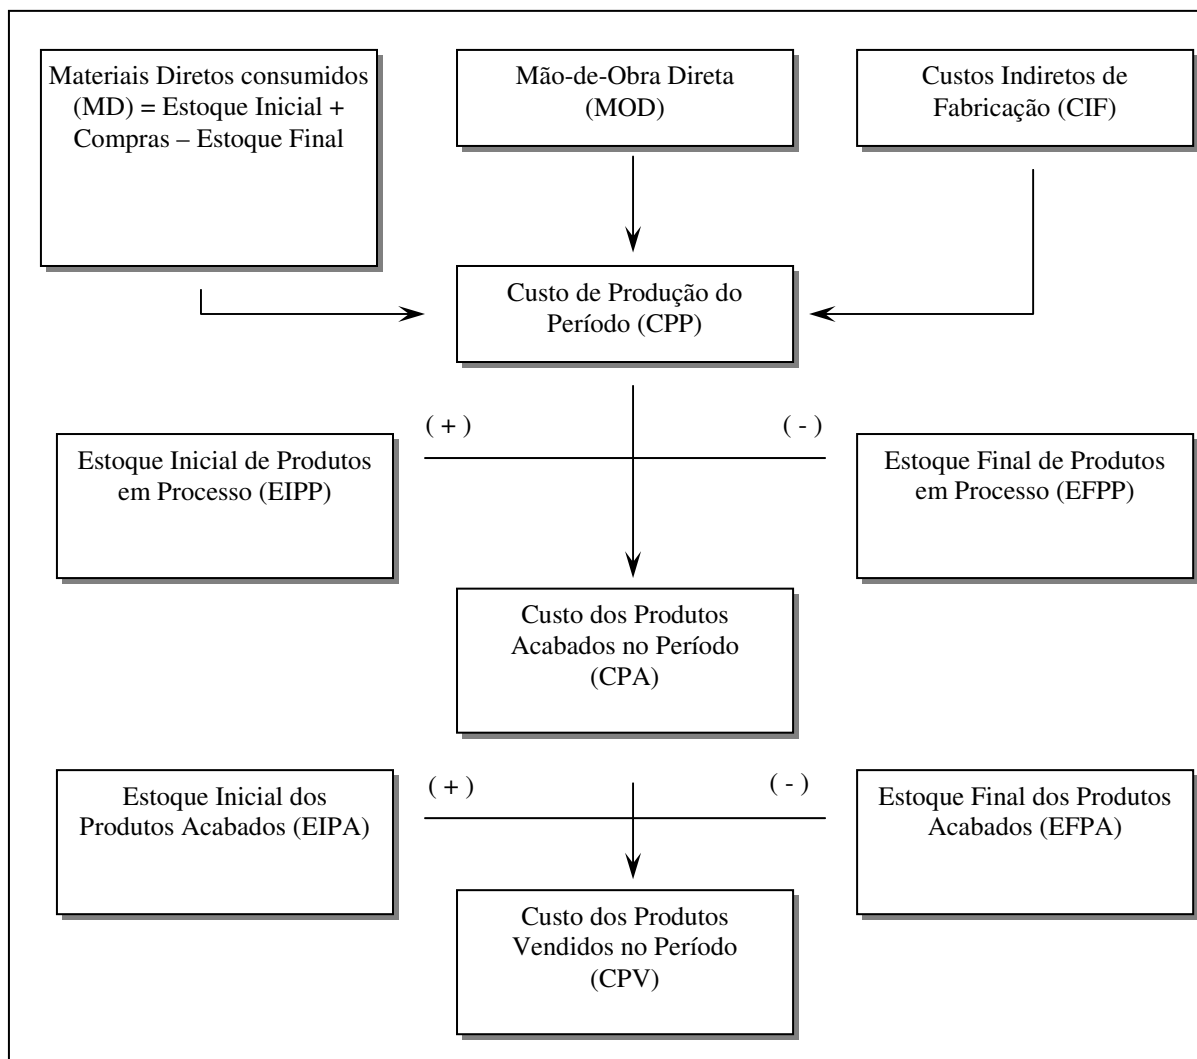 Materiais Diretos consumidos
(MD) = Estoque Inicial +
Compras – Estoque Final
Mão-de-Obra Direta
(MOD)
Custos Indiretos de
Fabricação (CIF)
Custo de Produção do
Período (CPP)
( + )
( - )
Estoque Inicial de Produtos
em Processo (EIPP)
Estoque Final de Produtos
em Processo (EFPP)
Custo dos Produtos
Acabados no Período
(CPA)
( + )
( - )
Estoque Inicial dos
Produtos Acabados (EIPA)
Estoque Final dos Produtos
Acabados (EFPA)
Custo dos Produtos
Vendidos no Período
(CPV)